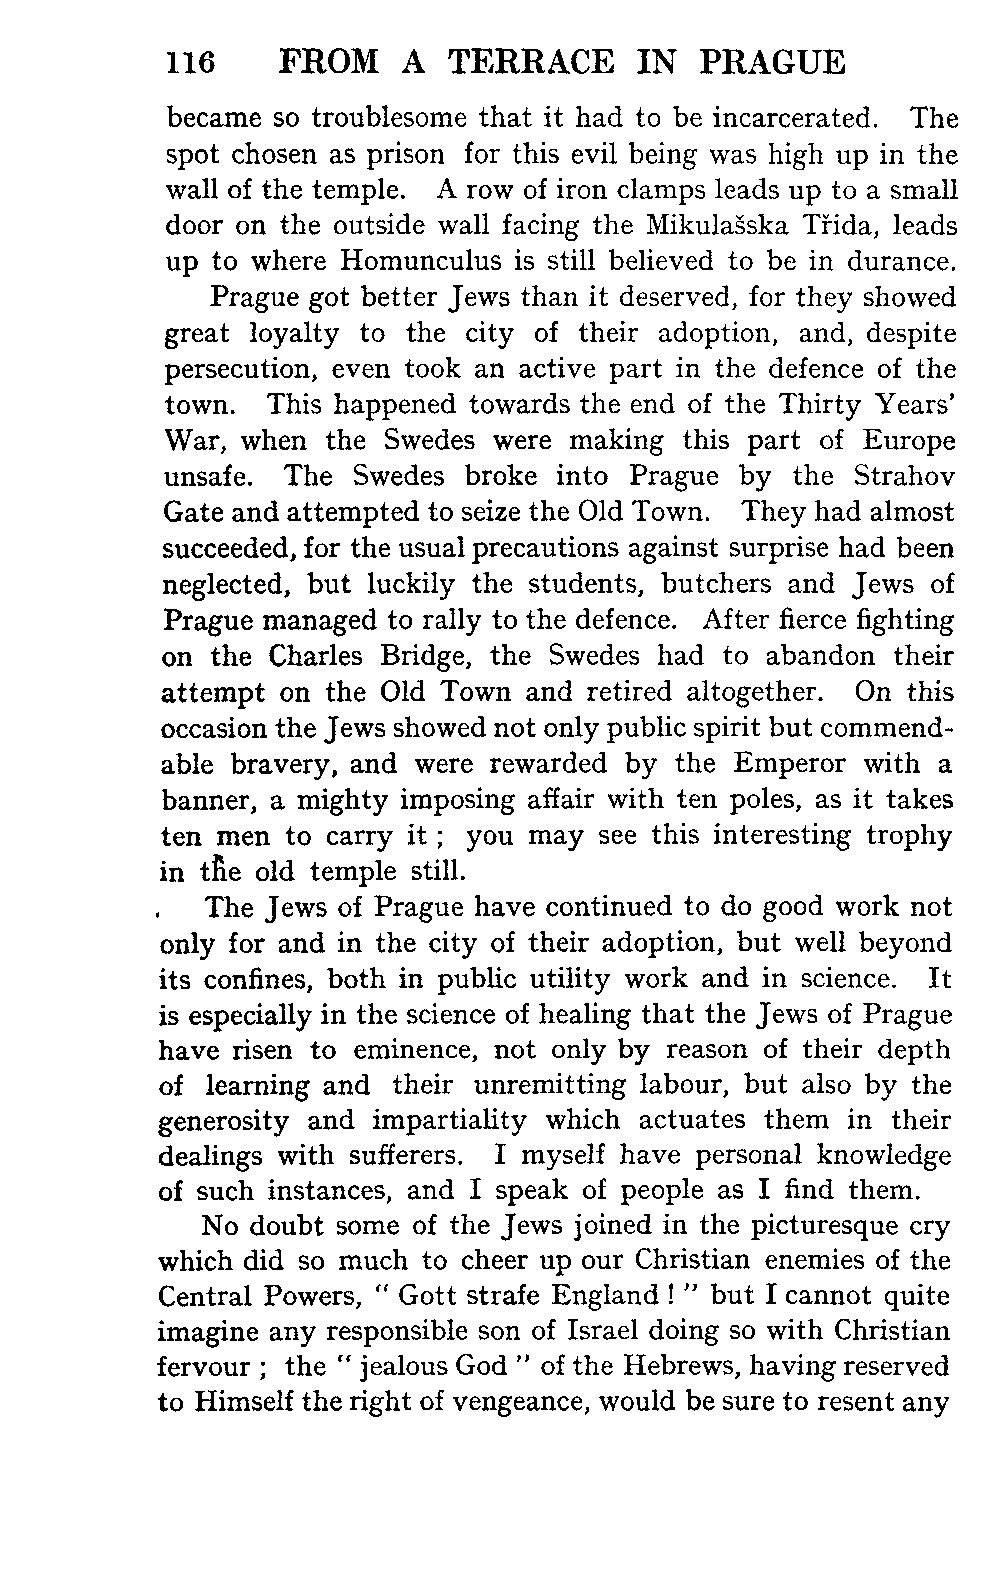 116 FROM A TERRACE IN PRAGUE
became so troublesome that it had to be incarcerated. The
spot chosen as prison for this evil being was high up in the
wall of the temple. A row of iron clamps leads up to a small
door on the outside wall facing the Mikulašska Třida, leads
up to where Homunculus is still believed to be in durance.
Prague got better Jews than it deserved, for they showed
great loyalty to the city of their adoption, and, despite
persecution, even took an active part in the defence of the
town. This happened towards the end of the Thirty Years'
War, when the Swedes were making this part of Europe
unsafe. The Swedes broke into Prague by the Strahov
Gate and attempted to seize the Old Town. They had almost
succeeded, for the usual precautions against surprise had been
neglected, but luckily the students, butchers and Jews of
Prague managed to rally to the defence. After fierce fighting
on the Charles Bridge, the Swedes had to abandon their
attempt on the Old Town and retired altogether. On this
occasion the Jews showed not only public spirit but commend-
able bravery, and were rewarded by the Emperor with a
banner, a mighty imposing affair with ten poles, as it takes
ten men to carry it ; you may see this interesting trophy
in the old temple still.
The Jews of Prague have continued to do good work not
only for and in the city of their adoption, but well beyond
its confines, both in public utility work and in science. It
is especially in the science of healing that the Jews of Prague
have risen to eminence, not only by reason of their depth
of learning and their unremitting labour, but also by the
generosity and impartiality which actuates them in their
dealings with sufferers. I myself have personal knowledge
of such instances, and I speak of people as I find them.
No doubt some of the Jews joined in the picturesque cry
which did so much to cheer up our Christian enemies of the
Central Powers, " Gott strafe England ! " but I cannot quite
imagine any responsible son of Israel doing so with Christian
fervour ; the " jealous God " of the Hebrews, having reserved
to Himself the right of vengeance, would be sure to resent any